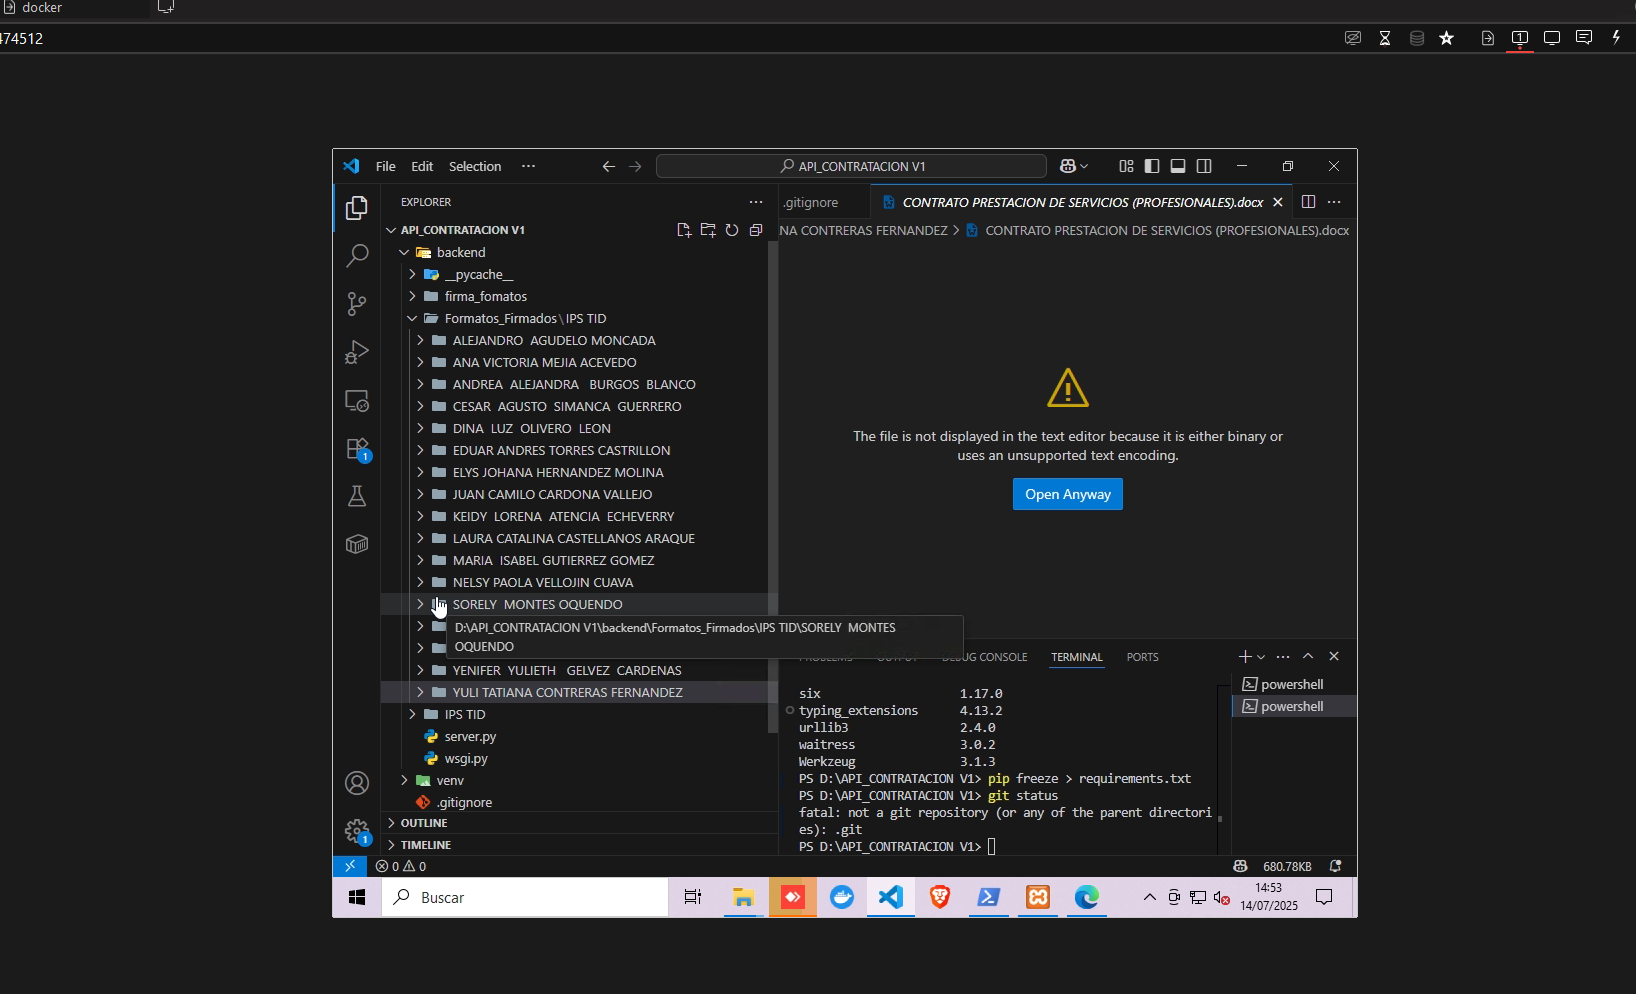 docker
474512
1
File Edit Selection ··· API_CONTRATACION V1
EXPLORER
.gitignore CONTRATO PRESTACION DE SERVICIOS (PROFESIONALES).docx
API_CONTRATACION V1
NA CONTRERAS FERNANDEZ > CONTRATO PRESTACION DE SERVICIOS (PROFESIONALES).docx
backend
__pycache__
firma_fomatos
Formatos_Firmados\IPS TID
ALEJANDRO AGUDELO MONCADA
ANA VICTORIA MEJIA ACEVEDO
ANDREA ALEJANDRA BURGOS BLANCO
CESAR AGUSTO SIMANCA GUERRERO
DINA LUZ OLIVERO LEON
EDUAR ANDRES TORRES CASTRILLON
ELYS JOHANA HERNANDEZ MOLINA
JUAN CAMILO CARDONA VALLEJO
KEIDY LORENA ATENCIA ECHEVERRY
LAURA CATALINA CASTELLANOS ARAQUE
MARIA ISABEL GUTIERREZ GOMEZ
NELSY PAOLA VELLOJIN CUAVA
SORELY MONTES OQUENDO
D:\API_CONTRATACION V1\backend\Formatos_Firmados\IPS TID\SORELY MONTES
OQUENDO
YENIFER YULIETH GELVEZ CARDENAS
YULI TATIANA CONTRERAS FERNANDEZ
IPS TID
server.py
wsgi.py
venv
.gitignore
OUTLINE
TIMELINE
1
1
The file is not displayed in the text editor because it is either binary or
uses an unsupported text encoding.
Open Anyway
PROBLEMS OUTPUT DEBUG CONSOLE TERMINAL PORTS
six 1.17.0
typing_extensions 4.13.2
urllib3 2.4.0
waitress 3.0.2
Werkzeug 3.1.3
PS D:\API_CONTRATACION V1> pip freeze > requirements.txt
PS D:\API_CONTRATACION V1> git status
fatal: not a git repository (or any of the parent directori
es): .git
PS D:\API_CONTRATACION V1>
powershell
powershell
0 0 680.78KB
Buscar
14:53
14/07/2025